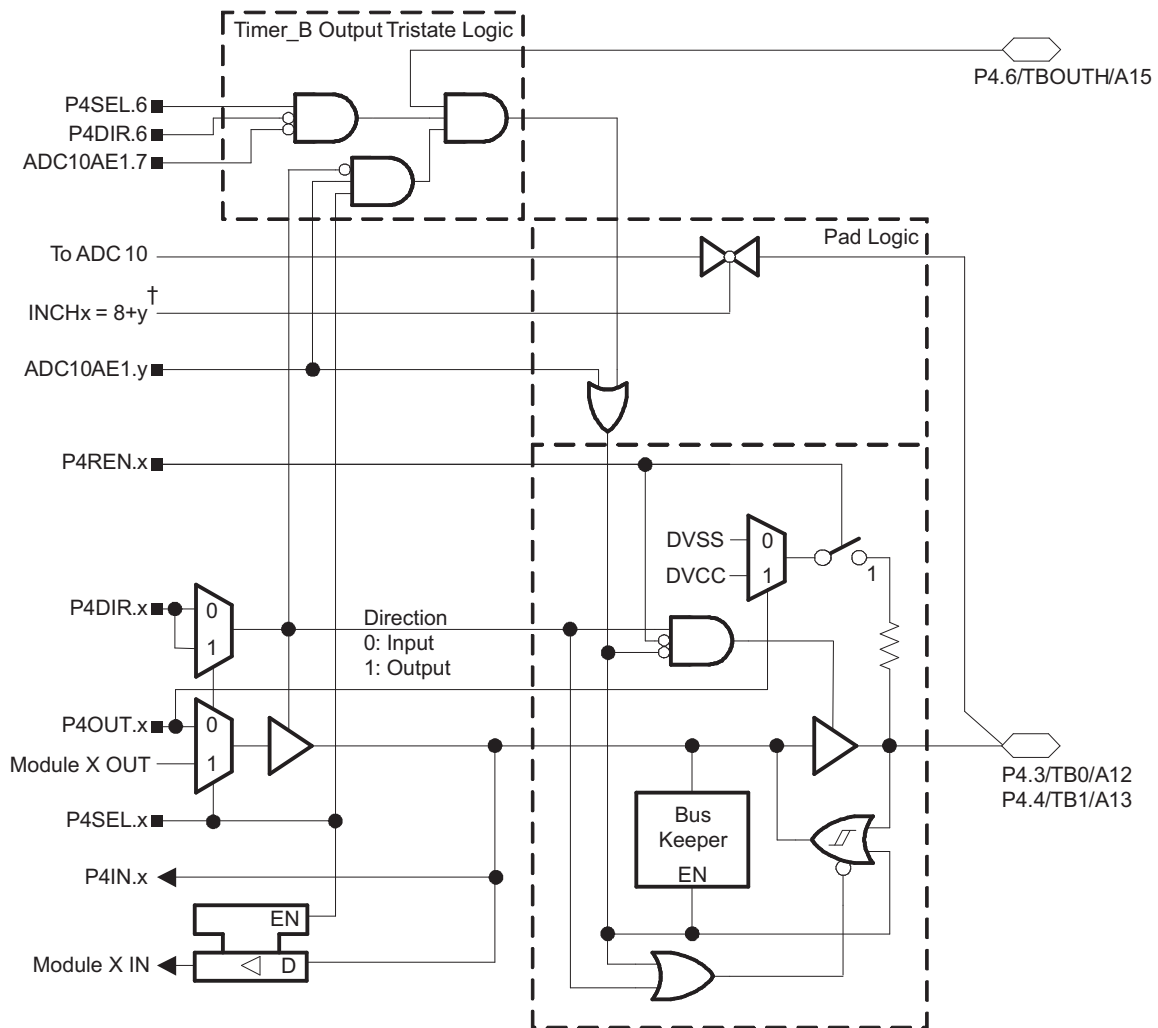 Timer_B Output Tristate Logic
P4.6/TBOUTH/A15
P4SEL.6
P4DIR.6
ADC10AE1.7
Pad Logic
To ADC 10
INCHx = 8+y†
ADC10AE1.y
P4REN.x
DVSS
0
DVCC
1
1
P4DIR.x
0
1
Direction
0: Input
1: Output
P4OUT.x
0
Module X OUT
1
P4.3/TB0/A12
P4.4/TB1/A13
P4SEL.x
Bus
Keeper
EN
P4IN.x
EN
Module X IN
D